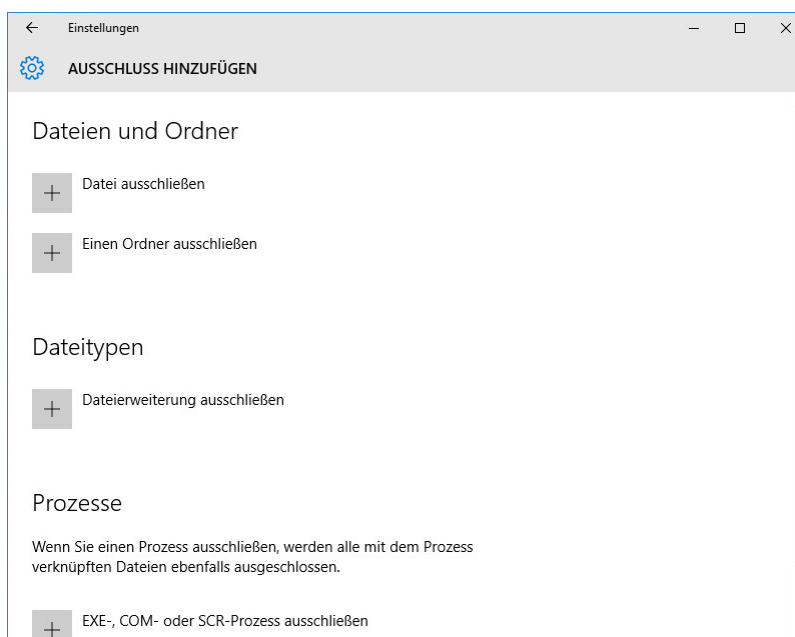 Einstellungen
AUSSCHLUSS HINZUFÜGEN
Dateien und Ordner
Datei ausschließen
Einen Ordner ausschließen
Dateitypen
Dateierweiterung ausschließen
Prozesse
Wenn Sie einen Prozess ausschließen, werden alle mit dem Prozess
verknüpften Dateien ebenfalls ausgeschlossen.
EXE-, COM- oder SCR-Prozess ausschließen